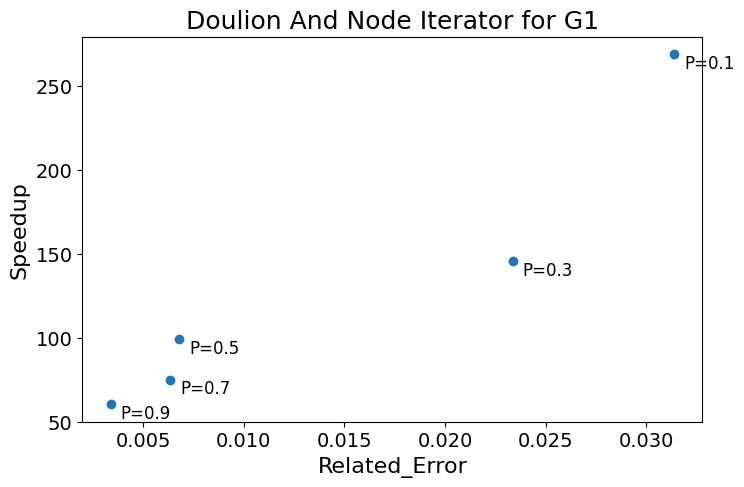 Doulion And Node Iterator for G1
Speedup
250
200
150
100
50
P=0.1
P=0.3
P=0.5
P=0.7
P=0.9
0.005 0.010 0.015 0.020 0.025 0.030
Related_Error